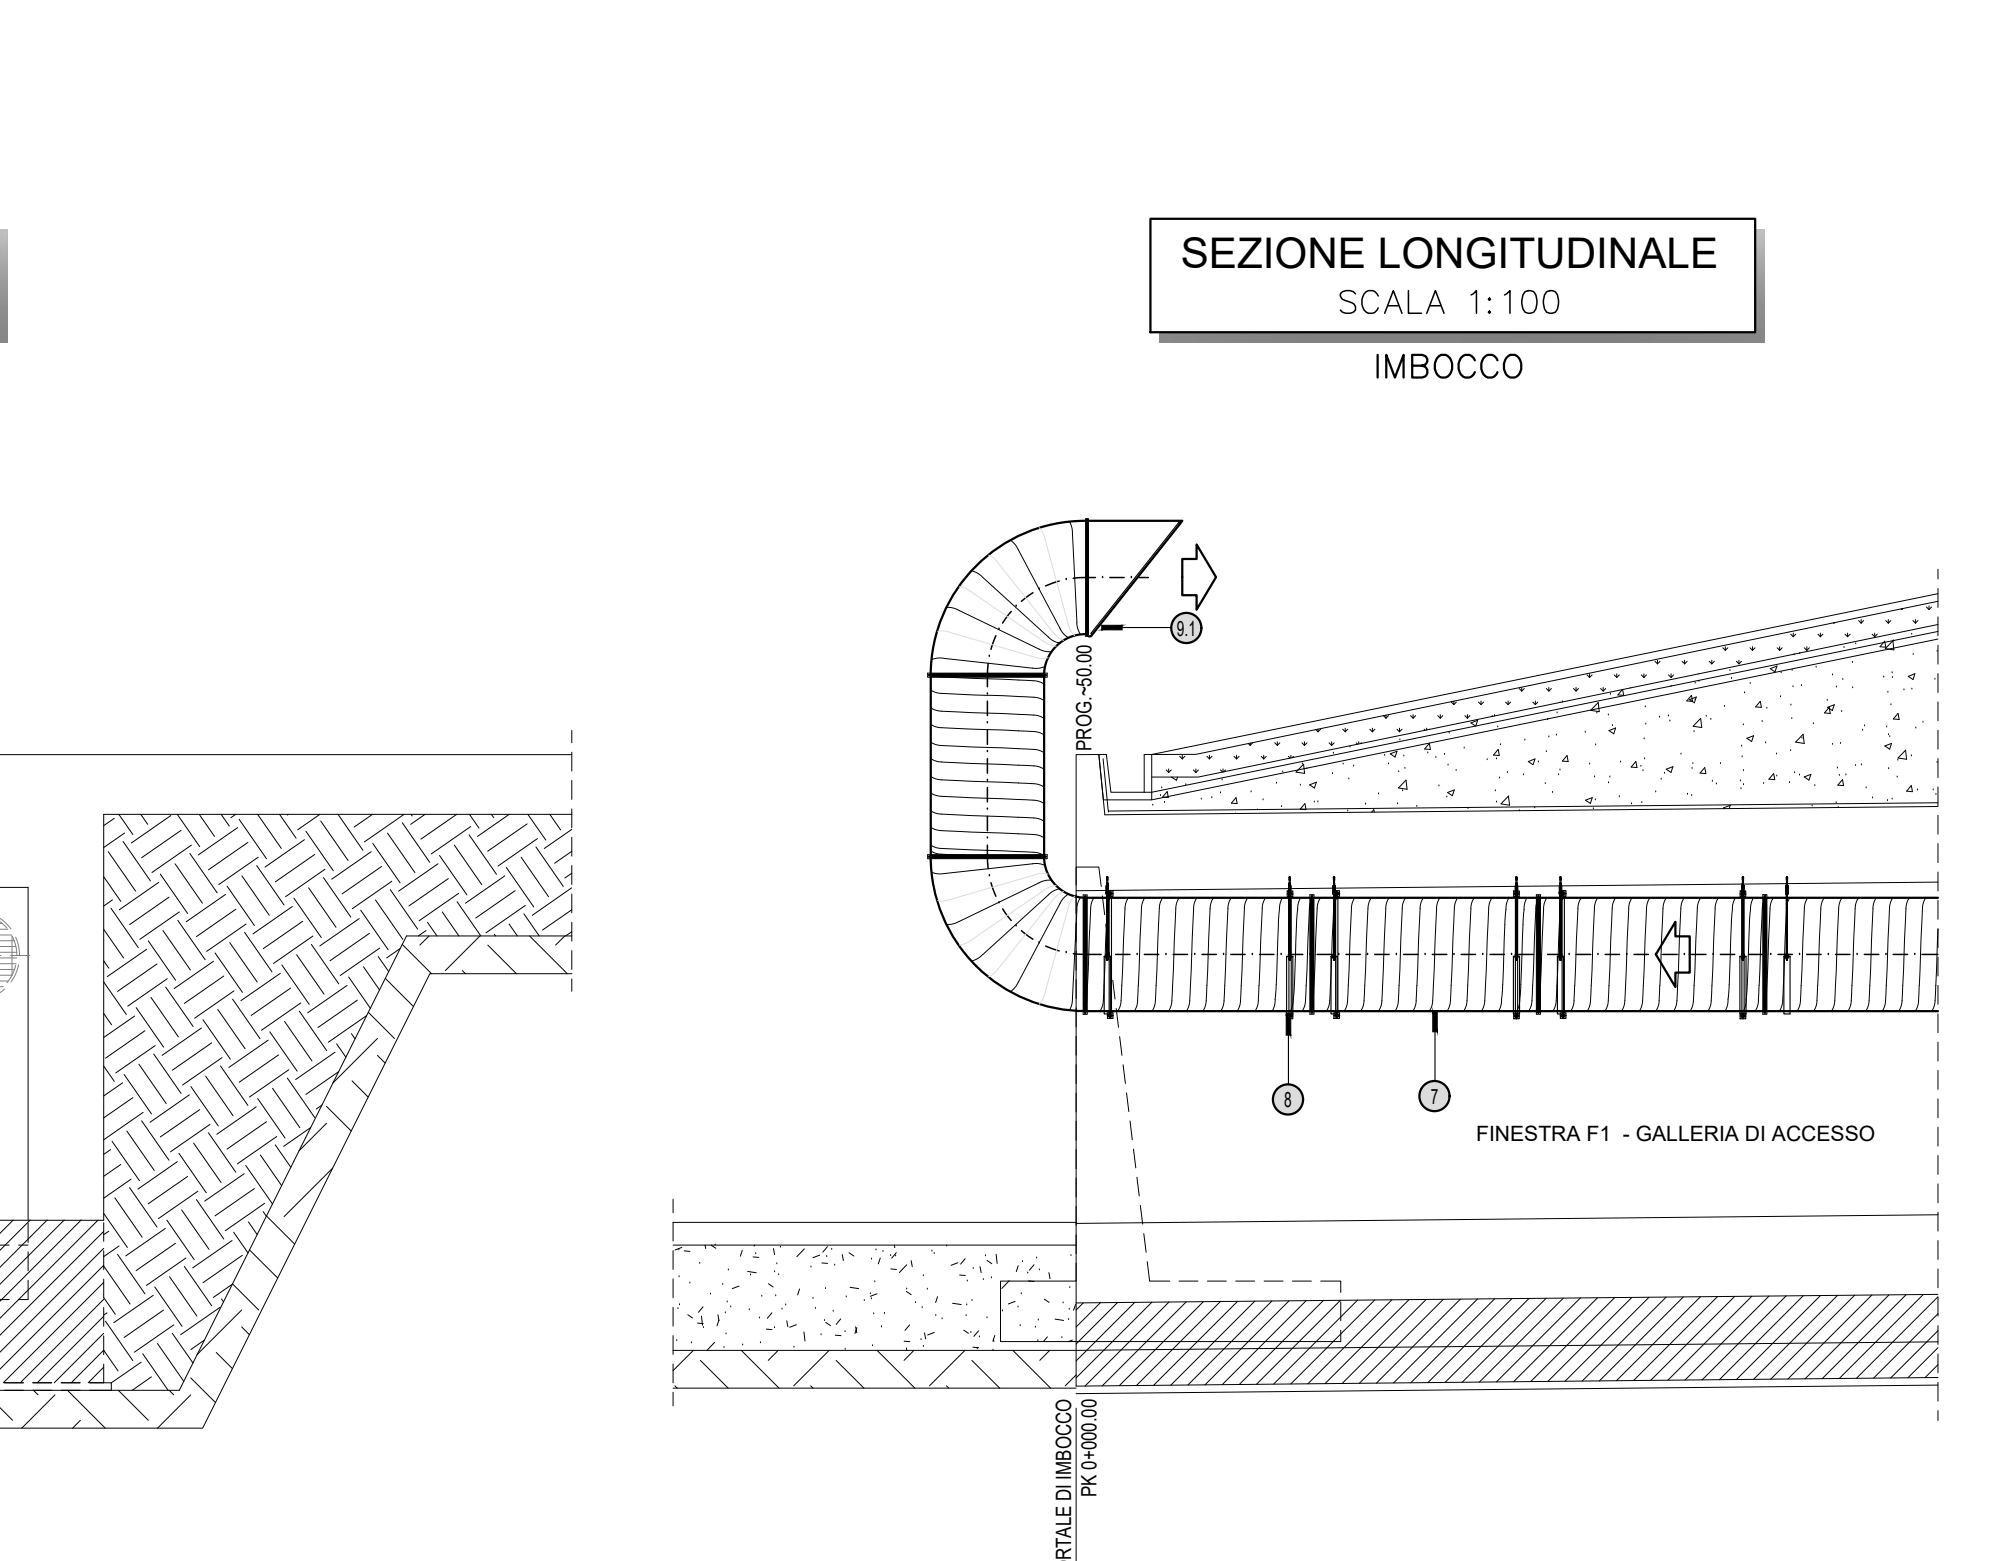 SEZIONE LONGITUDINALE
SCALA 1:100
IMBOCCO
9.1
PROG.~50.00
8
7
FINESTRA F1 - GALLERIA DI ACCESSO
DI IMBOCCO
PK 0+000.00